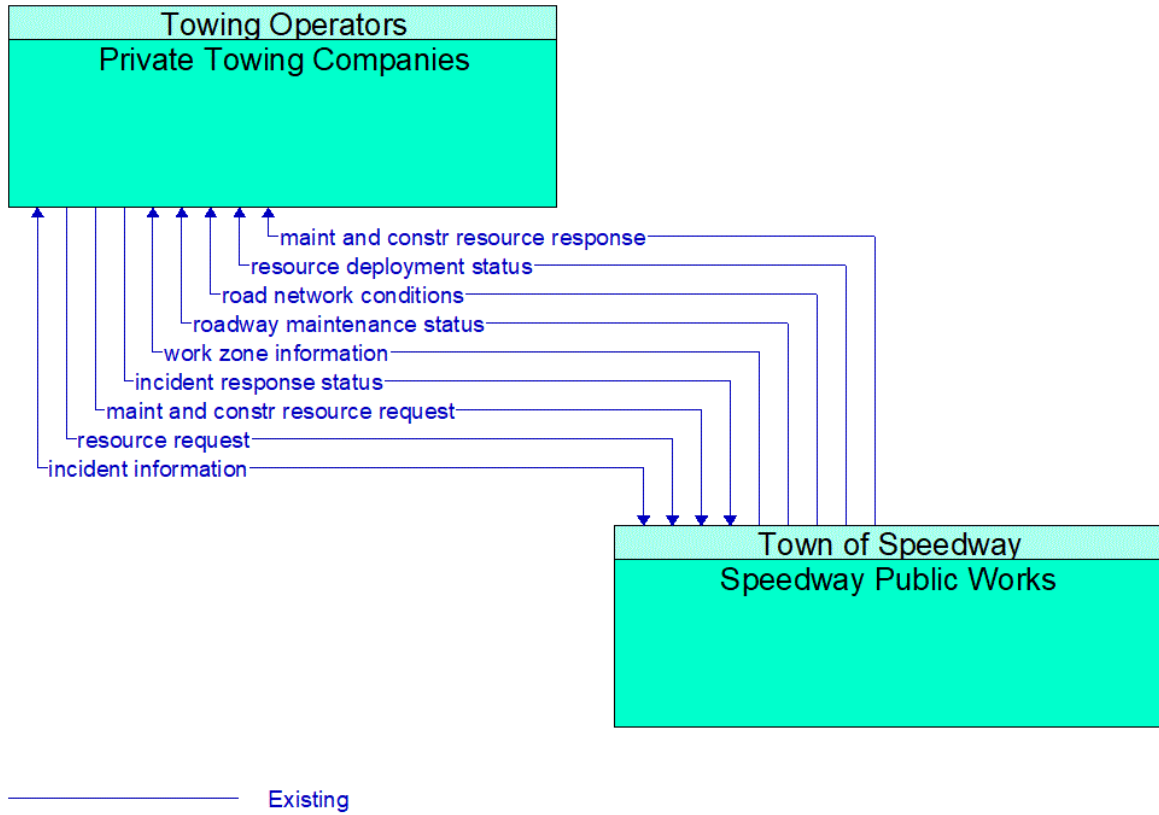 Towing Operators
Private Towing Companies
maint and constr resource response
resource deployment status
road network conditions
roadway maintenance status
work zone information
incident response status
maint and constr resource request
resource request
incident information
Town of Speedway
Speedway Public Works
Existing